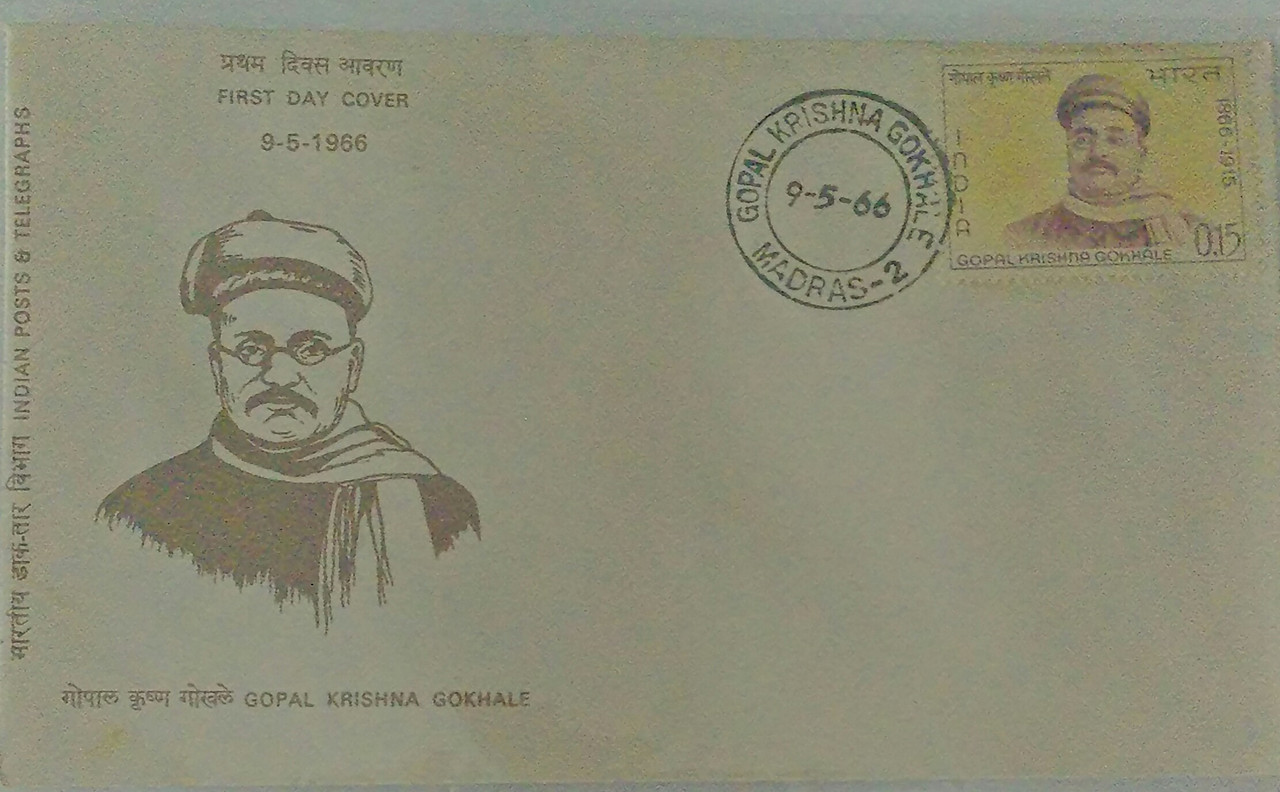 प्रथम दिवस आवरण
FIRST DAY COVER
9-5-1966
भारतीय डाक-तार विभाग INDIAN POSTS & TELEGRAPHS
गोपाल कृष्ण गोखले GOPAL KRISHNA GOKHALE
GOPAL KRISHNA GOKHALE
9-5-66
MADRAS-2
गोपाल कृष्ण गोखले भारत
1866-1915
INDIA
0.15
GOPAL KRISHNA GOKHALE